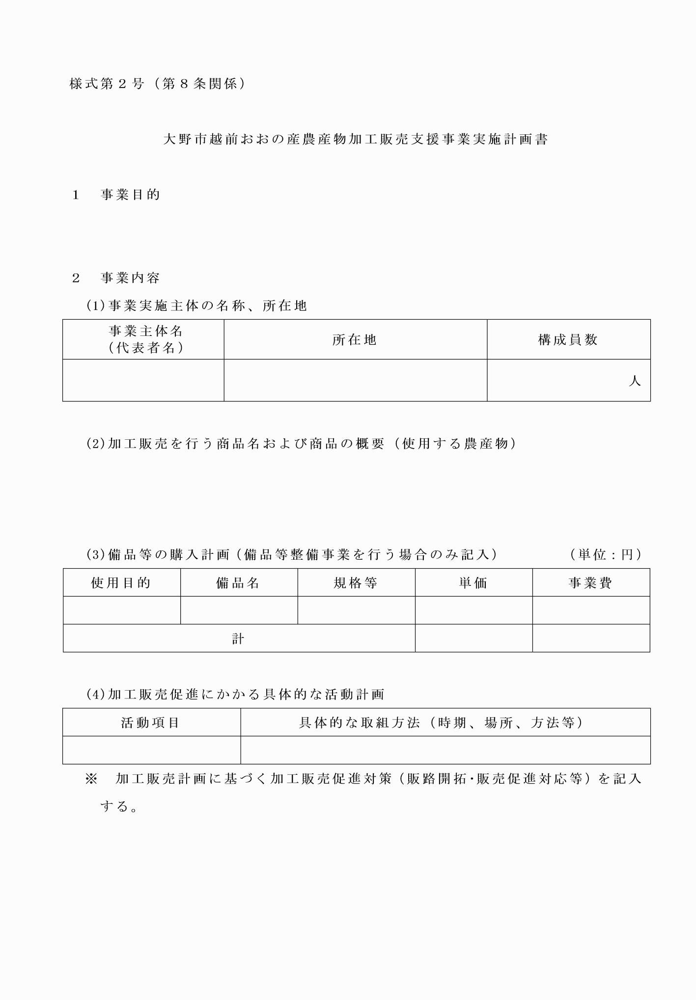 様式第２号（第８条関係）
大野市越前おおの産農産物加工販売支援事業実施計画書
１　事業目的
２　事業内容
(1)事業実施主体の名称、所在地
事業主体名
（代表者名）
所在地
構成員数
人
(2)加工販売を行う商品名および商品の概要（使用する農産物）
(3)備品等の購入計画（備品等整備事業を行う場合のみ記入）　　　　（単位：円）
使用目的
備品名
規格等
単価
事業費
計
(4)加工販売促進にかかる具体的な活動計画
活動項目
具体的な取組方法（時期、場所、方法等）
※　加工販売計画に基づく加工販売促進対策（販路開拓・販売促進対応等）を記入
する。